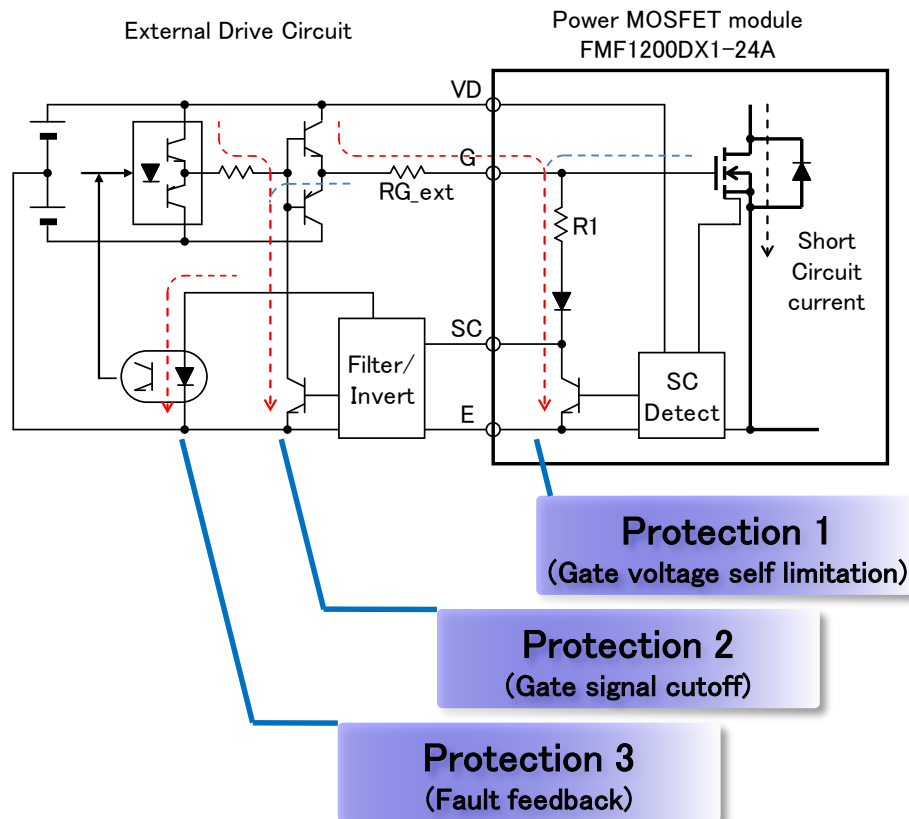 External Drive Circuit
Power MOSFET module
FMF1200DX1-24A
VD
G
RG_ext
R1
Short
Circuit
current
SC
Filter/
Invert
SC
Detect
E
Protection 1
(Gate voltage self limitation)
Protection 2
(Gate signal cutoff)
Protection 3
(Fault feedback)